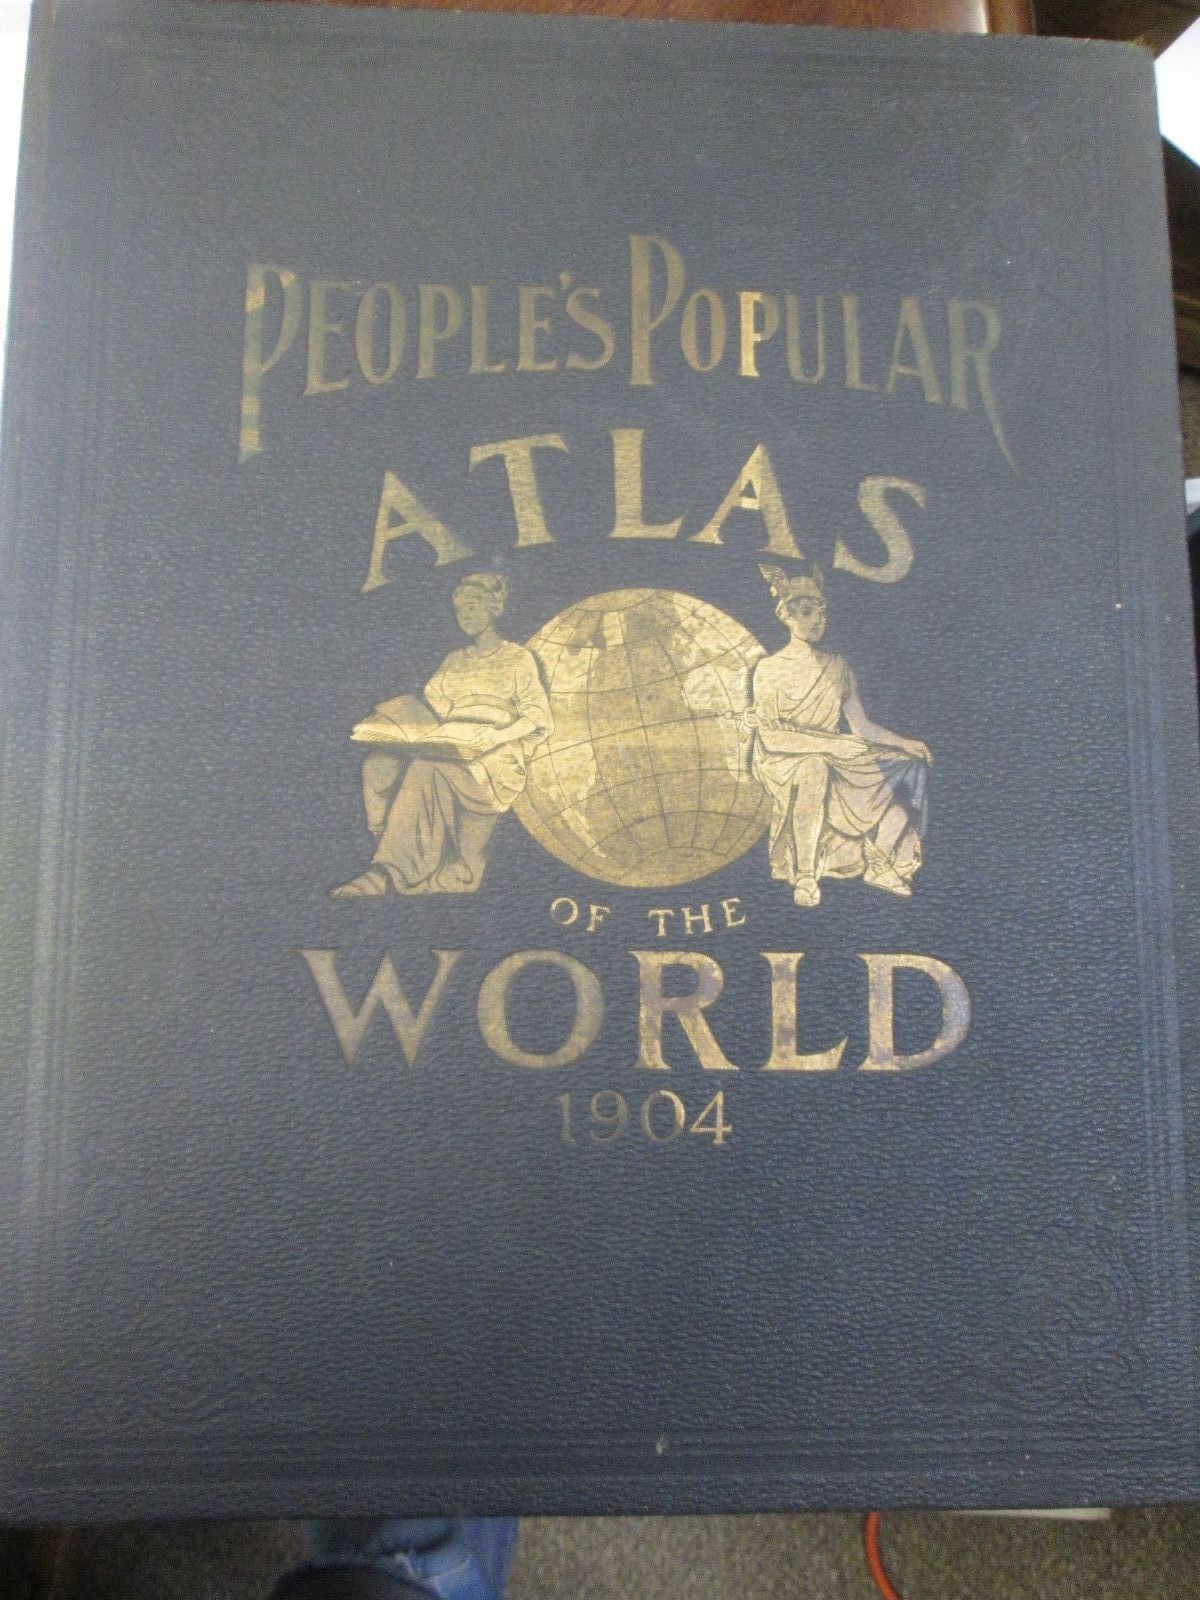 PEOPLE'S POPULAR
ATLAS
OF THE
WORLD
1904